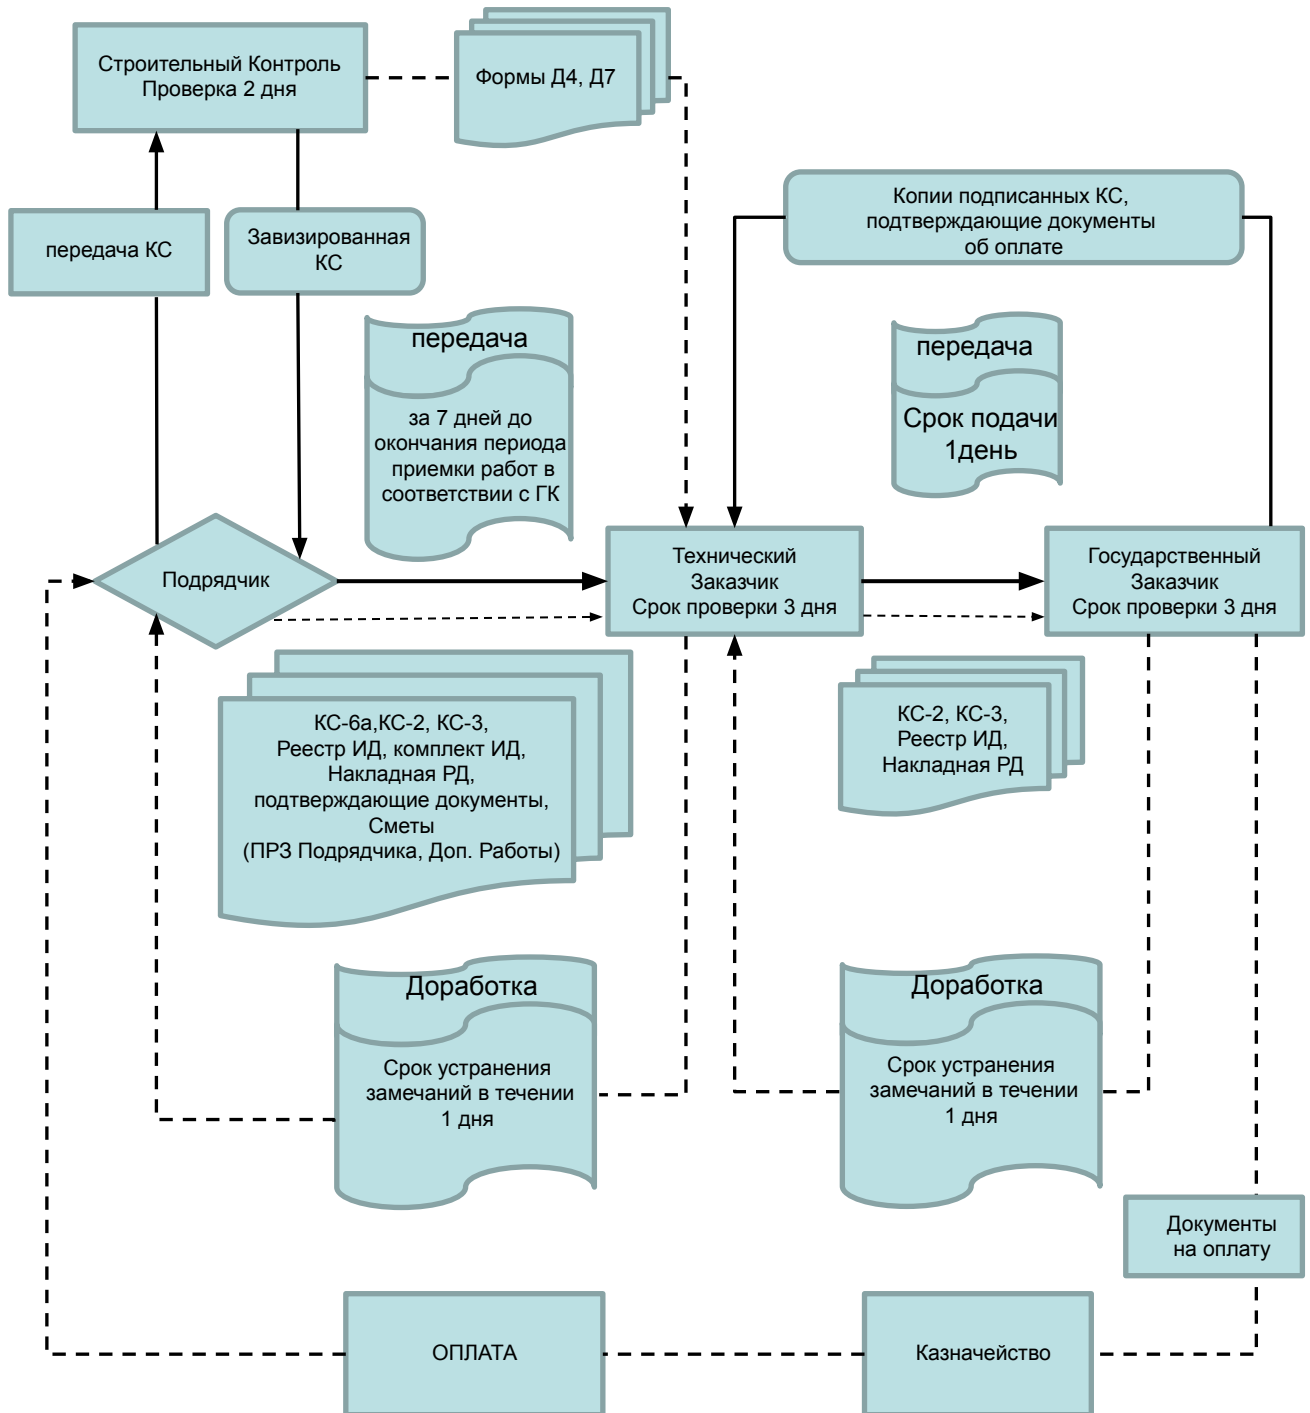 Строительный Контроль
Проверка 2 дня
Формы Д4, Д7
передача КС
Завизированная
КС
Копии подписанных КС,
подтверждающие документы
об оплате
передача
за 7 дней до
окончания периода
приемки работ в
соответствии с ГК
передача
Срок подачи
1день
Подрядчик
Технический
Заказчик
Срок проверки 3 дня
Государственный
Заказчик
Срок проверки 3 дня
КС-6а,КС-2, КС-3,
Реестр ИД, комплект ИД,
Накладная РД,
подтверждающие документы,
Сметы
(ПРЗ Подрядчика, Доп. Работы)
КС-2, КС-3,
Реестр ИД,
Накладная РД
Доработка
Срок устранения
замечаний в течении
1 дня
Доработка
Срок устранения
замечаний в течении
1 дня
Документы
на оплату
ОПЛАТА
Казначейство